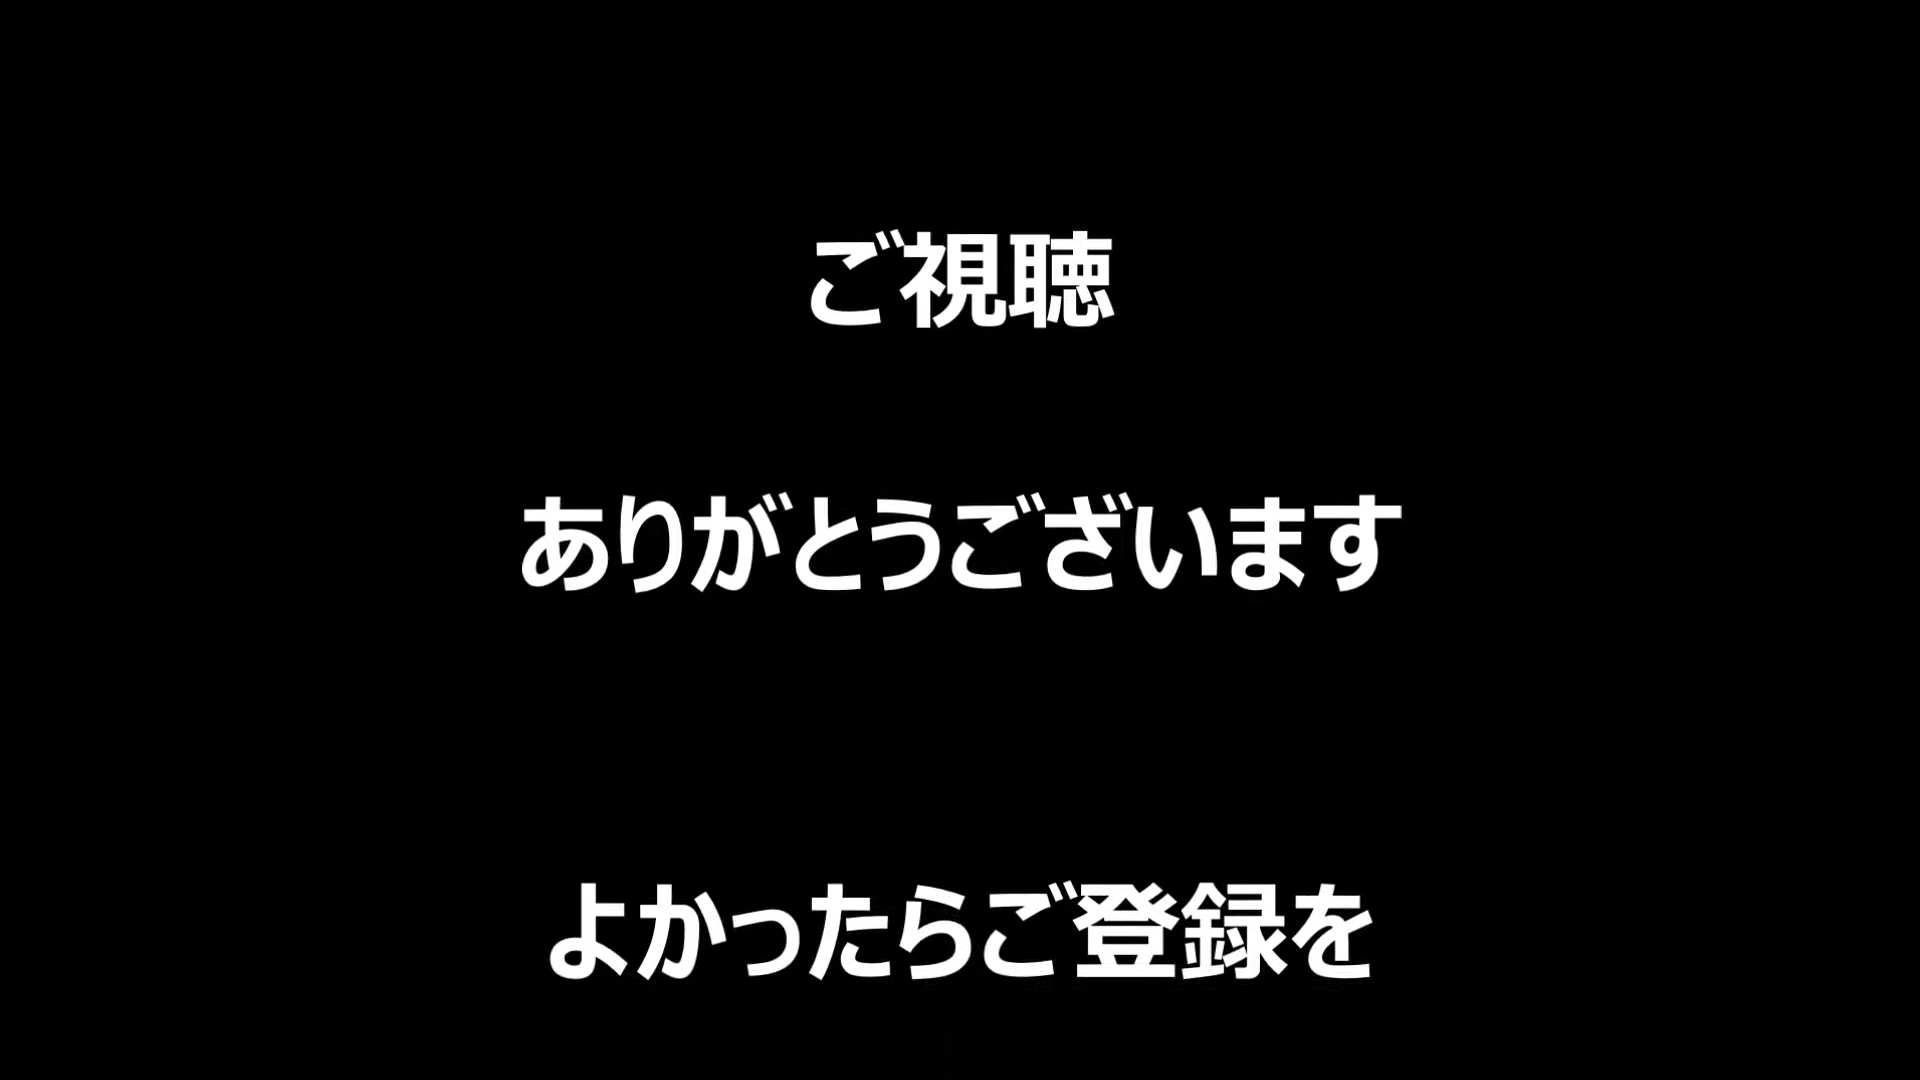 ご視聴
ありがとうございます
よかったらご登録を